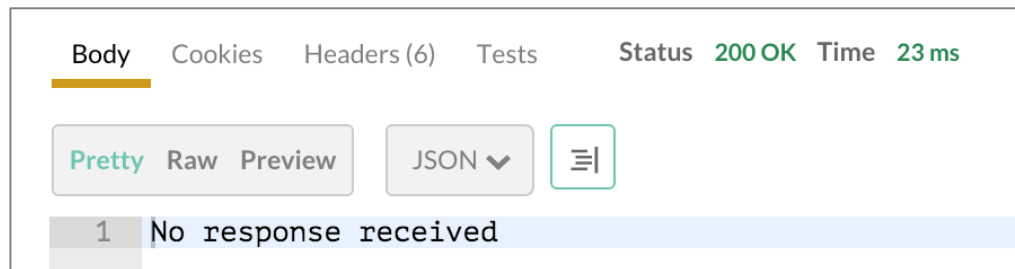 Body Cookies Headers (6) Tests Status 200 OK Time 23 ms
Pretty Raw Preview JSON
1 No response received